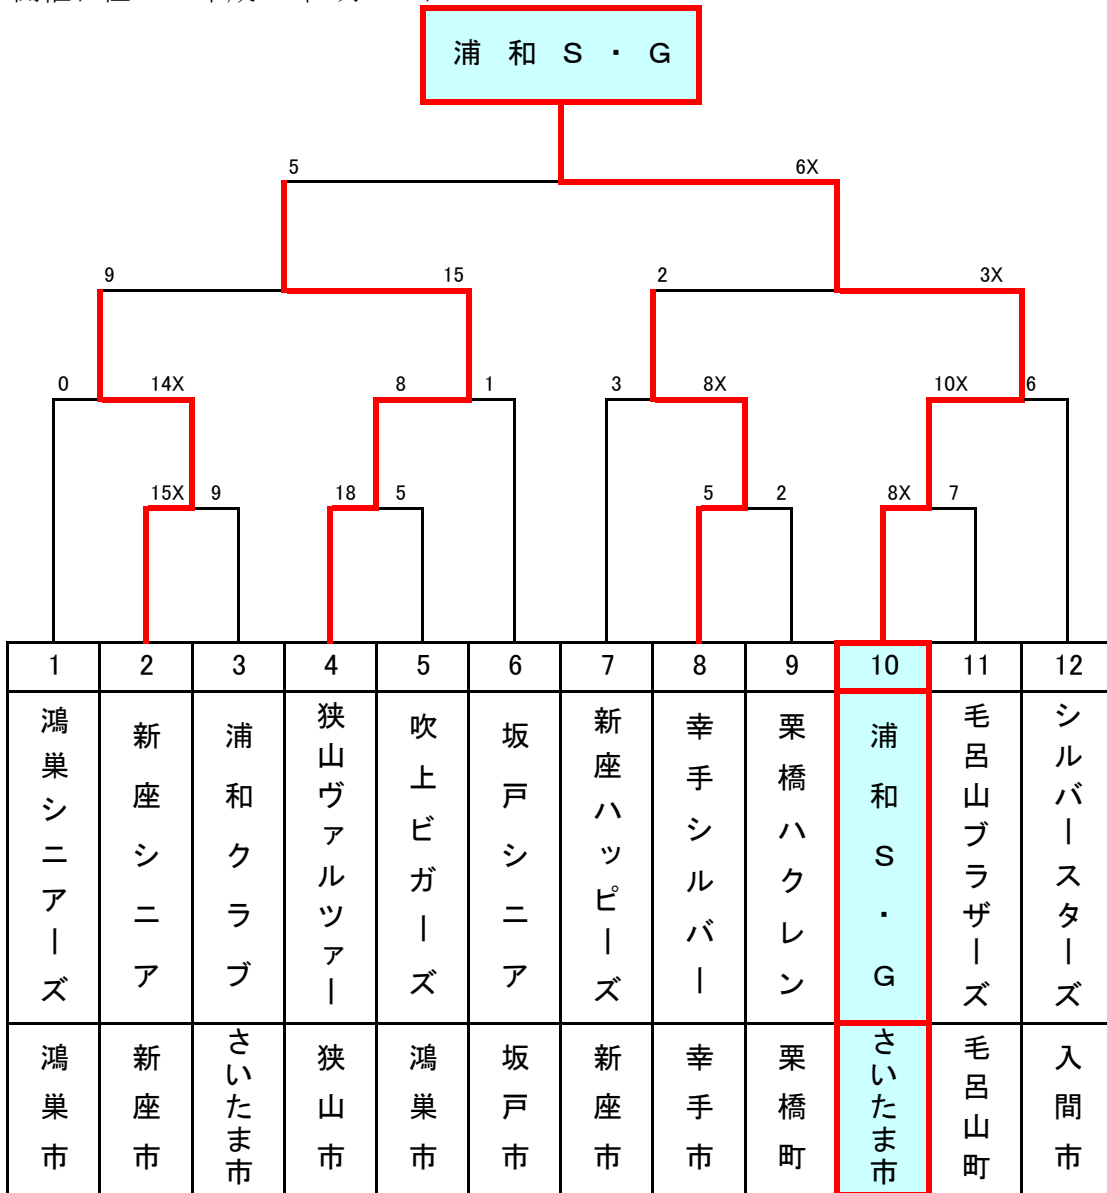 浦 和 S ・ G
5 6X
9 15 2 3X
0 14X 8 1 3 8X 10X 6
15X 9 18 5 5 2 8X 7
1 2 3 4 5 6 7 8 9 10 11 12
鴻巣シニアーズ
新座シニア
浦和クラブ
狭山ヴァルツァー
吹上ビガーズ
坂戸シニア
新座ハッピーズ
幸手シルバー
栗橋ハクレン
浦和S・G
毛呂山ブラザーズ
シルバースターズ
鴻巣市
新座市
さいたま市
狭山市
鴻巣市
坂戸市
新座市
幸手市
栗橋町
さいたま市
毛呂山町
入間市